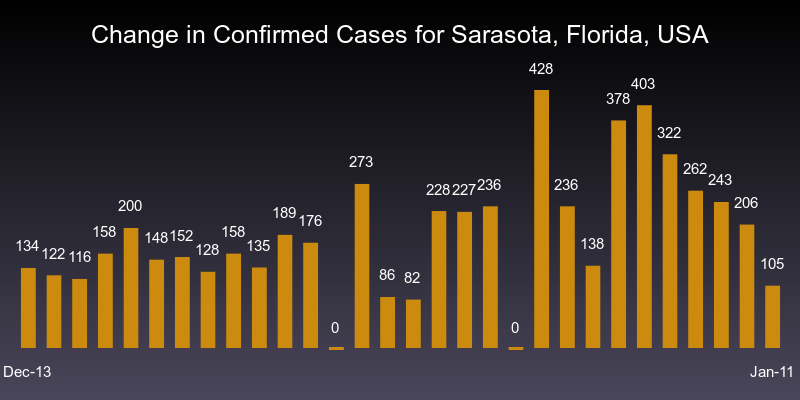 Change in Confirmed Cases for Sarasota, Florida, USA
134 122 116 158 200 148 152 128 158 135 189 176 0 273 86 82 228 227 236 0 428 236 138 378 403 322 262 243 206 105
Dec-13 Jan-11